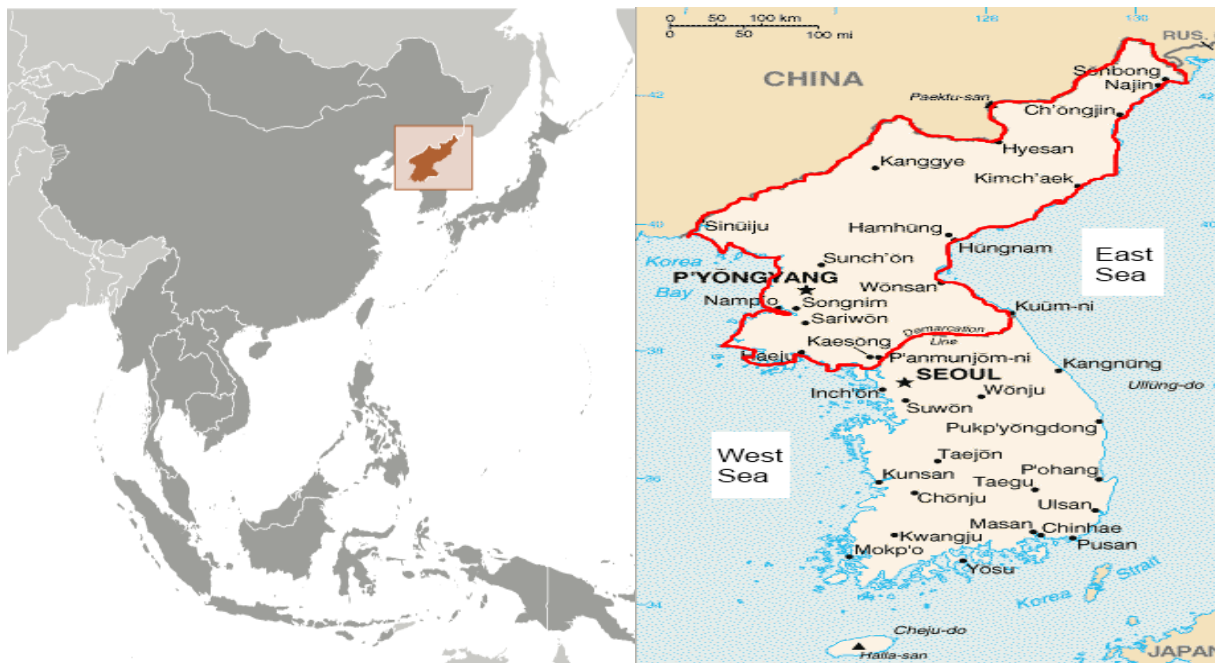 0 50 100 km
0 50 100 mi
128
130
RUS.
CHINA
42
Sŏnbong
Najin
Paektu-san
Ch'ŏngjin
Hyesan
Kanggye
Kimch'aek
Sinŭiju
40
Hamhŭng
40
Hŭngnam
Korea
Bay
Sunch'ŏn
East
Sea
P'YŎNGYANG
Wŏnsan
Namp'o
Songnim
Kuŭm-ni
Sariwŏn
Demarcation
Line
38
Haeju
Kaesŏng
P'anmunjŏm-ni
Kangnŭng
SEOUL
Ullŭng-do
Inch'ŏn
Wŏnju
Suwŏn
Pukp'yŏngdong
West
Sea
Taejŏn
Kunsan
P'ohang
36
Taegu
Chŏnju
Ulsan
Masan
Chinhae
Kwangju
Pusan
Mokp'o
Yŏsu
Korea
Strait
34
Cheju-do
Halla-san
JAPAN